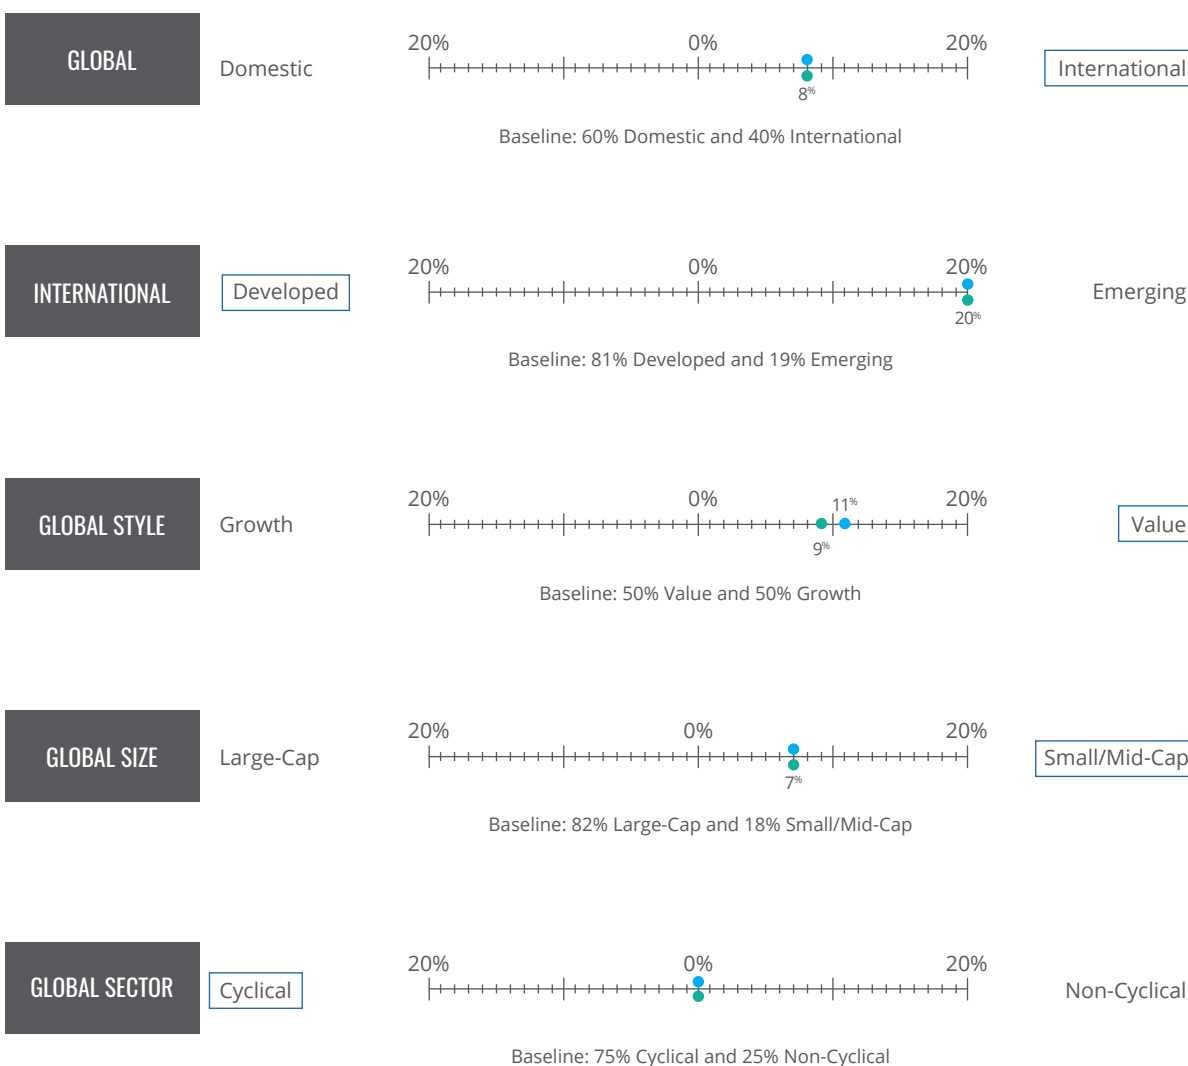 GLOBAL
Domestic
20% 0% 20%
8%
International
Baseline: 60% Domestic and 40% International
INTERNATIONAL
Developed
20% 0% 20%
20%
Emerging
Baseline: 81% Developed and 19% Emerging
GLOBAL STYLE
Growth
20% 0% 20%
11%
9%
Value
Baseline: 50% Value and 50% Growth
GLOBAL SIZE
Large-Cap
20% 0% 20%
7%
Small/Mid-Cap
Baseline: 82% Large-Cap and 18% Small/Mid-Cap
GLOBAL SECTOR
Cyclical
20% 0% 20%
Non-Cyclical
Baseline: 75% Cyclical and 25% Non-Cyclical